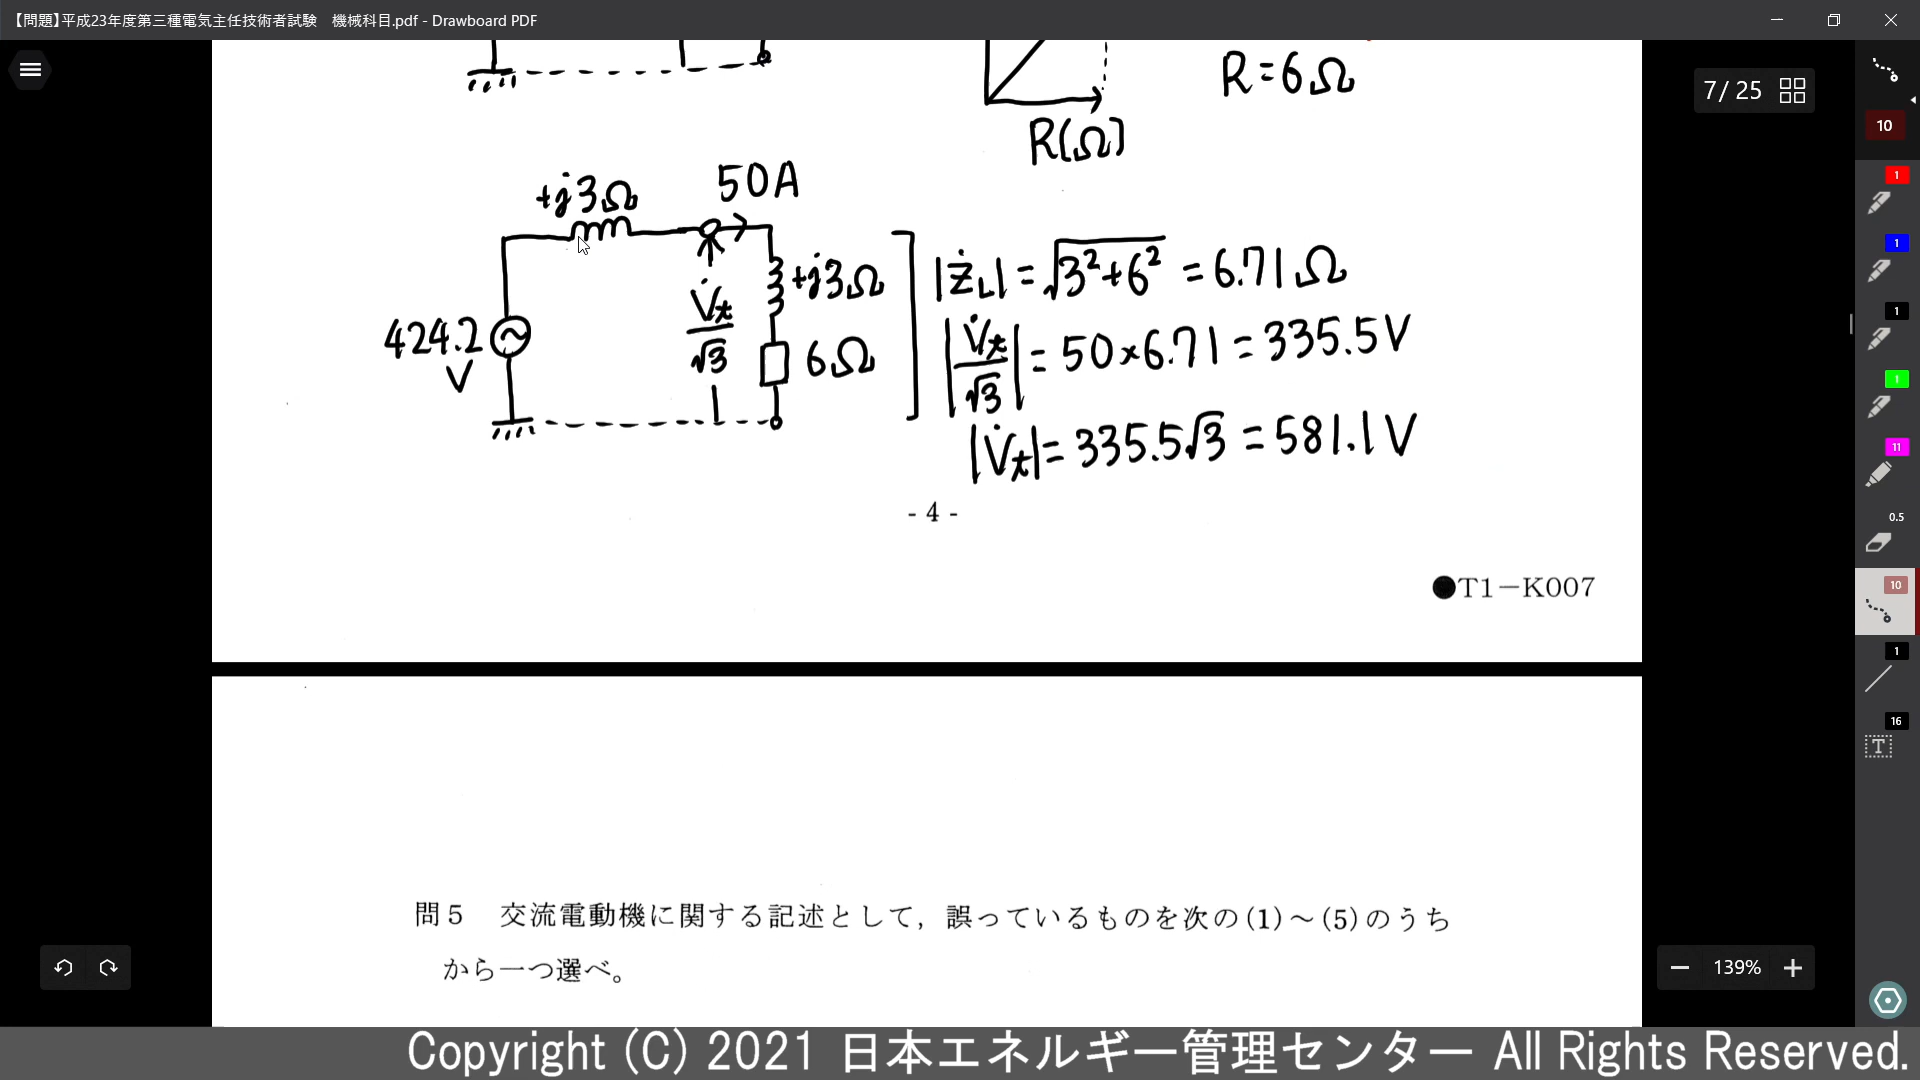 【問題】平成23年度第三種電気主任技術者試験　機械科目.pdf - Drawboard PDF
R=6Ω
7/ 25
R(Ω)
10
1
1
1
1
11
0.5
10
1
16
T
+j3Ω
50A
424.2
V
V̇t/√3
+j3Ω
6Ω
|ŻL|=√3²+6² =6.71Ω
|V̇t/√3|=50×6.71=335.5V
|V̇t|=335.5√3=581.1V
- 4 -
●T1－K007
問５　交流電動機に関する記述として，誤っているものを次の(1)～(5)のうち
から一つ選べ。
139%
Copyright (C) 2021 日本エネルギー管理センター All Rights Reserved.